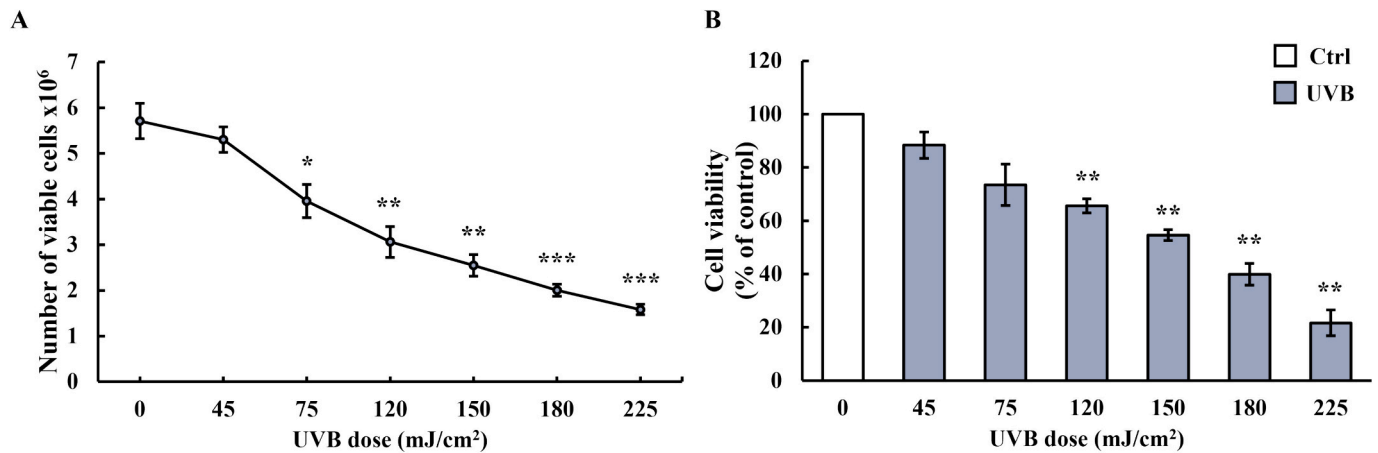 A
Number of viable cells x10⁶
7
6
5
4
3
2
1
0
*
**
**
***
***
0 45 75 120 150 180 225
UVB dose (mJ/cm²)
B
Cell viability
(% of control)
120
100
80
60
40
20
0
Ctrl
UVB
**
**
**
**
0 45 75 120 150 180 225
UVB dose (mJ/cm²)